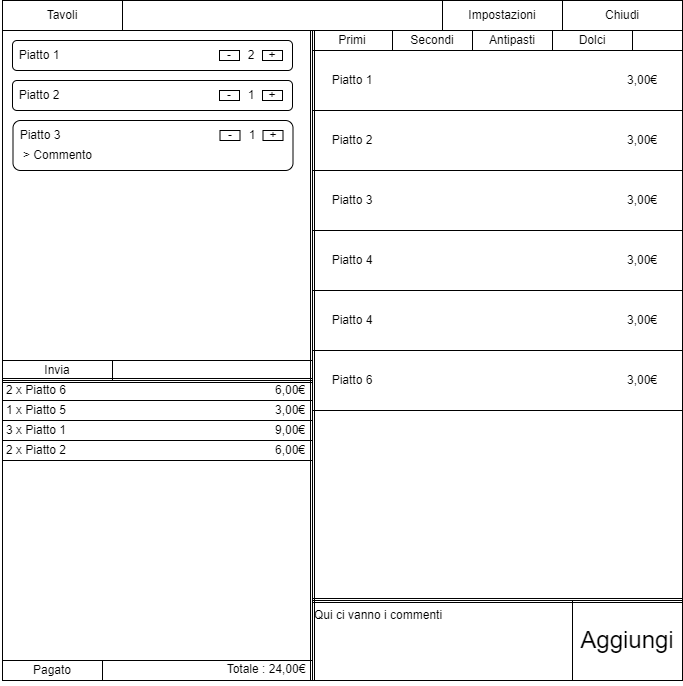 Tavoli Impostazioni Chiudi
Primi Secondi Antipasti Dolci
Piatto 1 - 2 +
Piatto 2 - 1 +
Piatto 3 - 1 +
> Commento
Invia
2 x Piatto 6 6,00€
1 x Piatto 5 3,00€
3 x Piatto 1 9,00€
2 x Piatto 2 6,00€
Pagato Totale : 24,00€
Piatto 1 3,00€
Piatto 2 3,00€
Piatto 3 3,00€
Piatto 4 3,00€
Piatto 4 3,00€
Piatto 6 3,00€
Qui ci vanno i commenti
Aggiungi